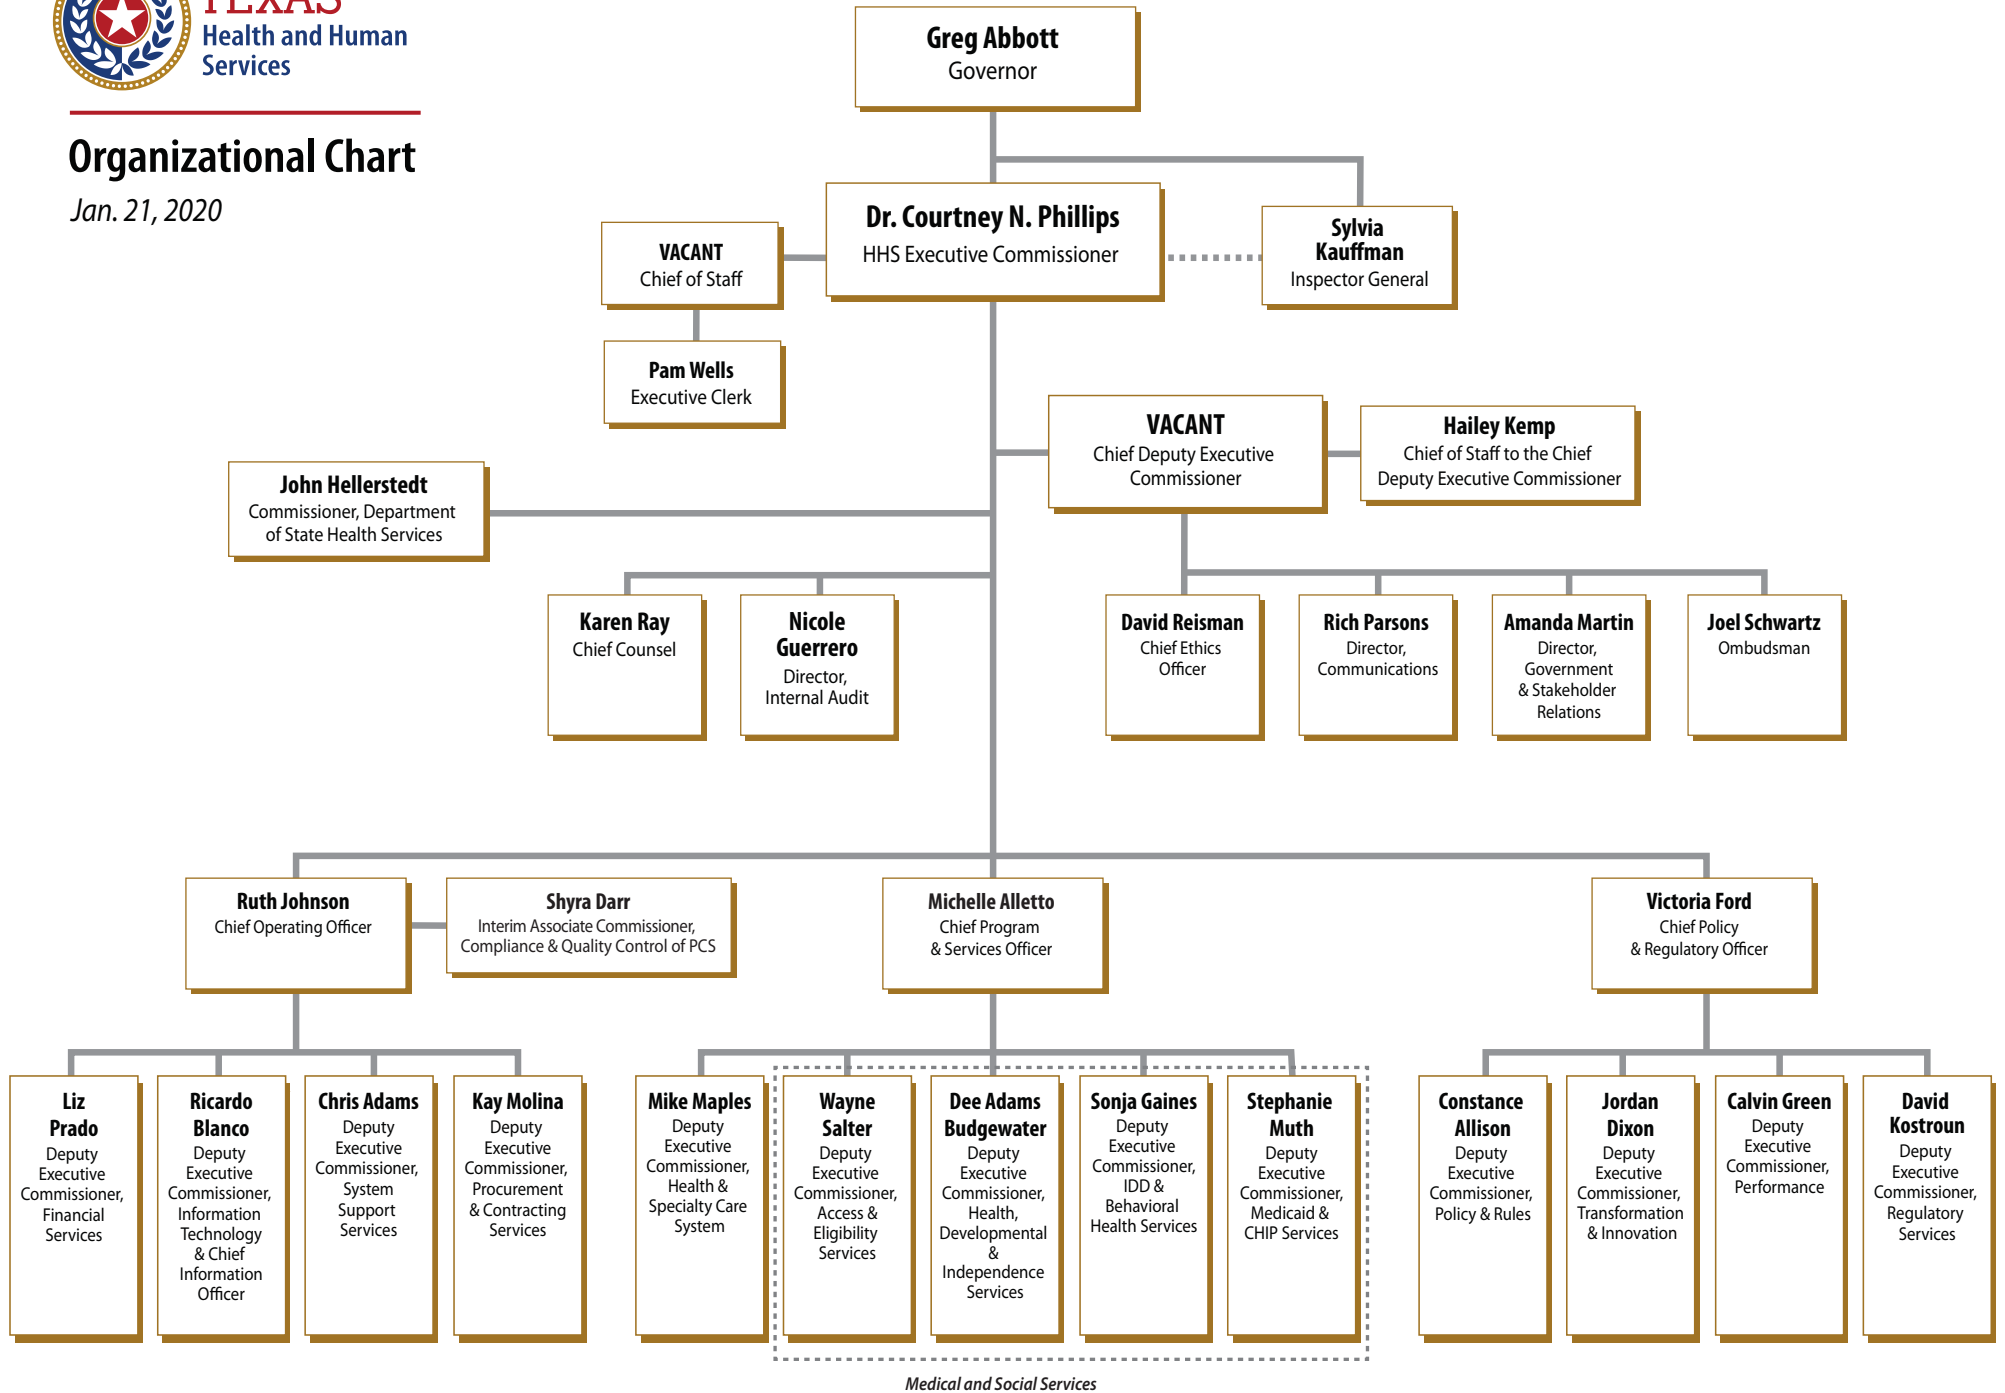 TEXAS
Health and Human
Services
Organizational Chart
Jan. 21, 2020
Greg Abbott
Governor
Dr. Courtney N. Phillips
HHS Executive Commissioner
Sylvia
Kauffman
Inspector General
VACANT
Chief of Staff
Pam Wells
Executive Clerk
VACANT
Chief Deputy Executive
Commissioner
Hailey Kemp
Chief of Staff to the Chief
Deputy Executive Commissioner
John Hellerstedt
Commissioner, Department
of State Health Services
Karen Ray
Chief Counsel
Nicole
Guerrero
Director,
Internal Audit
David Reisman
Chief Ethics
Officer
Rich Parsons
Director,
Communications
Amanda Martin
Director,
Government
& Stakeholder
Relations
Joel Schwartz
Ombudsman
Ruth Johnson
Chief Operating Officer
Shyra Darr
Interim Associate Commissioner,
Compliance & Quality Control of PCS
Michelle Alletto
Chief Program
& Services Officer
Victoria Ford
Chief Policy
& Regulatory Officer
Liz
Prado
Deputy
Executive
Commissioner,
Financial
Services
Ricardo
Blanco
Deputy
Executive
Commissioner,
Information
Technology
& Chief
Information
Officer
Chris Adams
Deputy
Executive
Commissioner,
System
Support
Services
Kay Molina
Deputy
Executive
Commissioner,
Procurement
& Contracting
Services
Mike Maples
Deputy
Executive
Commissioner,
Health &
Specialty Care
System
Wayne
Salter
Deputy
Executive
Commissioner,
Access &
Eligibility
Services
Dee Adams
Budgewater
Deputy
Executive
Commissioner,
Health,
Developmental
&
Independence
Services
Sonja Gaines
Deputy
Executive
Commissioner,
IDD &
Behavioral
Health Services
Stephanie
Muth
Deputy
Executive
Commissioner,
Medicaid &
CHIP Services
Constance
Allison
Deputy
Executive
Commissioner,
Policy & Rules
Jordan
Dixon
Deputy
Executive
Commissioner,
Transformation
& Innovation
Calvin Green
Deputy
Executive
Commissioner,
Performance
David
Kostroun
Deputy
Executive
Commissioner,
Regulatory
Services
Medical and Social Services